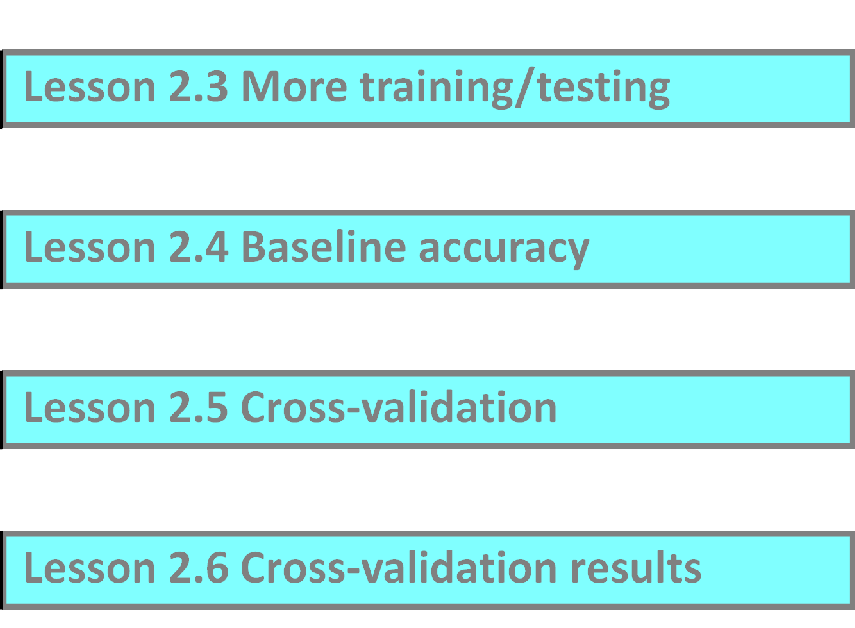 Lesson 2.3 More training/testing
Lesson 2.4 Baseline accuracy
Lesson 2.5 Cross-validation
Lesson 2.6 Cross-validation results